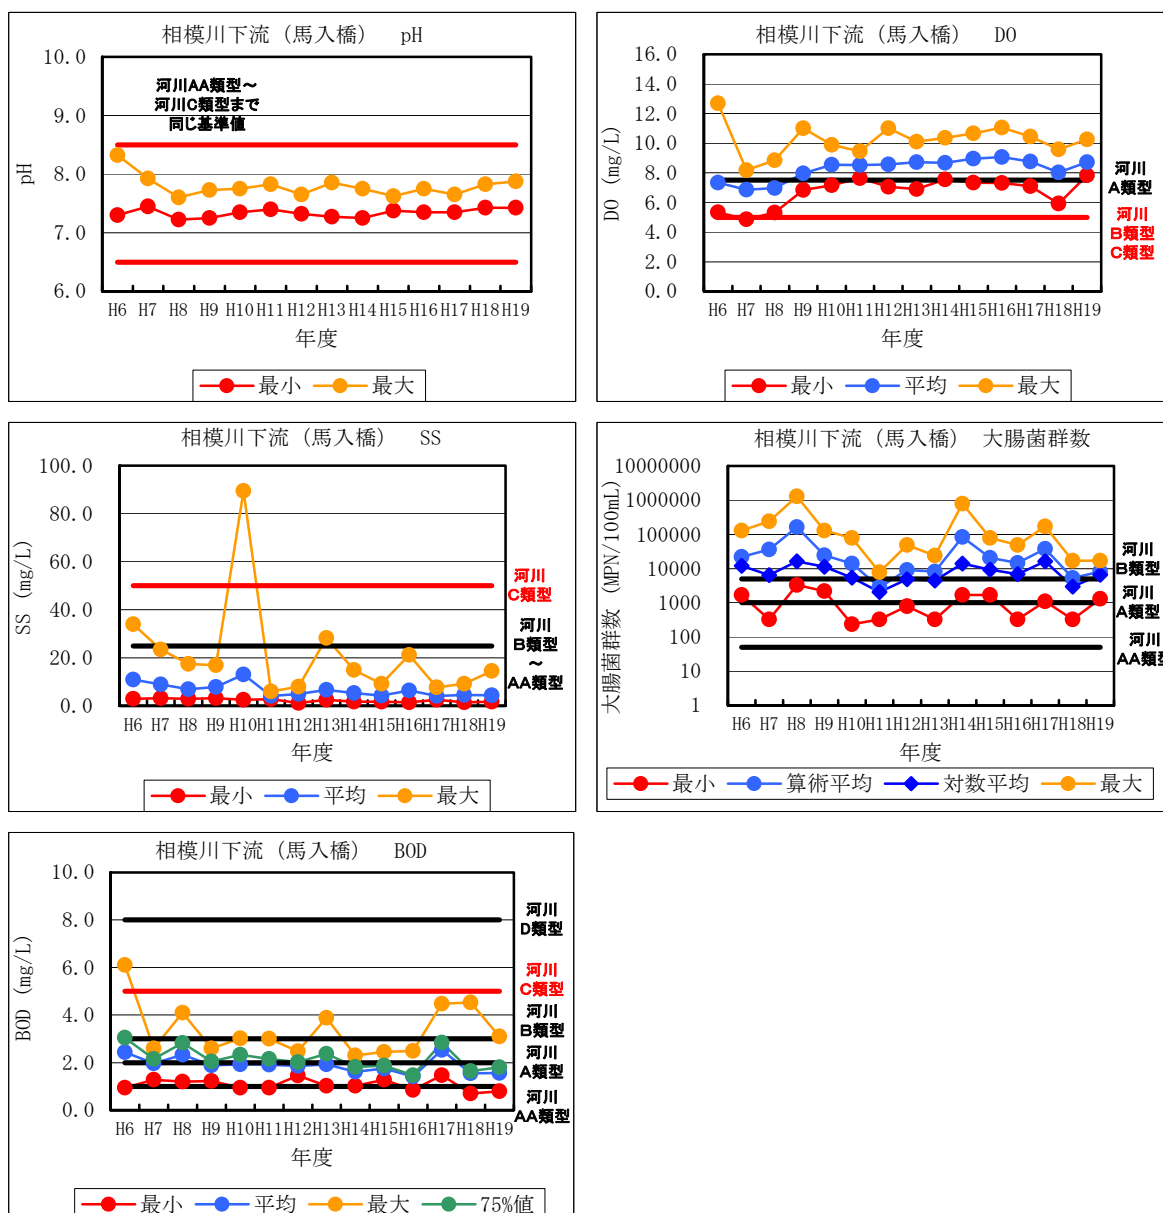 相模川下流 (馬入橋) pH
10.0
9.0
8.0
7.0
6.0
pH
河川AA類型～
河川C類型まで
同じ基準値
H6 H7 H8 H9 H10 H11 H12 H13 H14 H15 H16 H17 H18 H19
年度
最小 最大
相模川下流 (馬入橋) DO
16.0
14.0
12.0
10.0
8.0
6.0
4.0
2.0
0.0
DO (mg/L)
河川
A類型
河川
B類型
C類型
H6 H7 H8 H9 H10 H11 H12 H13 H14 H15 H16 H17 H18 H19
年度
最小 平均 最大
相模川下流 (馬入橋) SS
100.0
80.0
60.0
40.0
20.0
0.0
SS (mg/L)
河川
C類型
河川
B類型
～
AA類型
H6 H7 H8 H9 H10 H11 H12 H13 H14 H15 H16 H17 H18 H19
年度
最小 平均 最大
相模川下流 (馬入橋) 大腸菌群数
10000000
1000000
100000
10000
1000
100
10
1
大腸菌群数 (MPN/100mL)
河川
B類型
河川
A類型
河川
AA類型
H6 H7 H8 H9 H10 H11 H12 H13 H14 H15 H16 H17 H18 H19
年度
最小 算術平均 対数平均 最大
相模川下流 (馬入橋) BOD
10.0
8.0
6.0
4.0
2.0
0.0
BOD (mg/L)
河川
D類型
河川
C類型
河川
B類型
河川
A類型
河川
AA類型
H6 H7 H8 H9 H10 H11 H12 H13 H14 H15 H16 H17 H18 H19
年度
最小 平均 最大 75%値